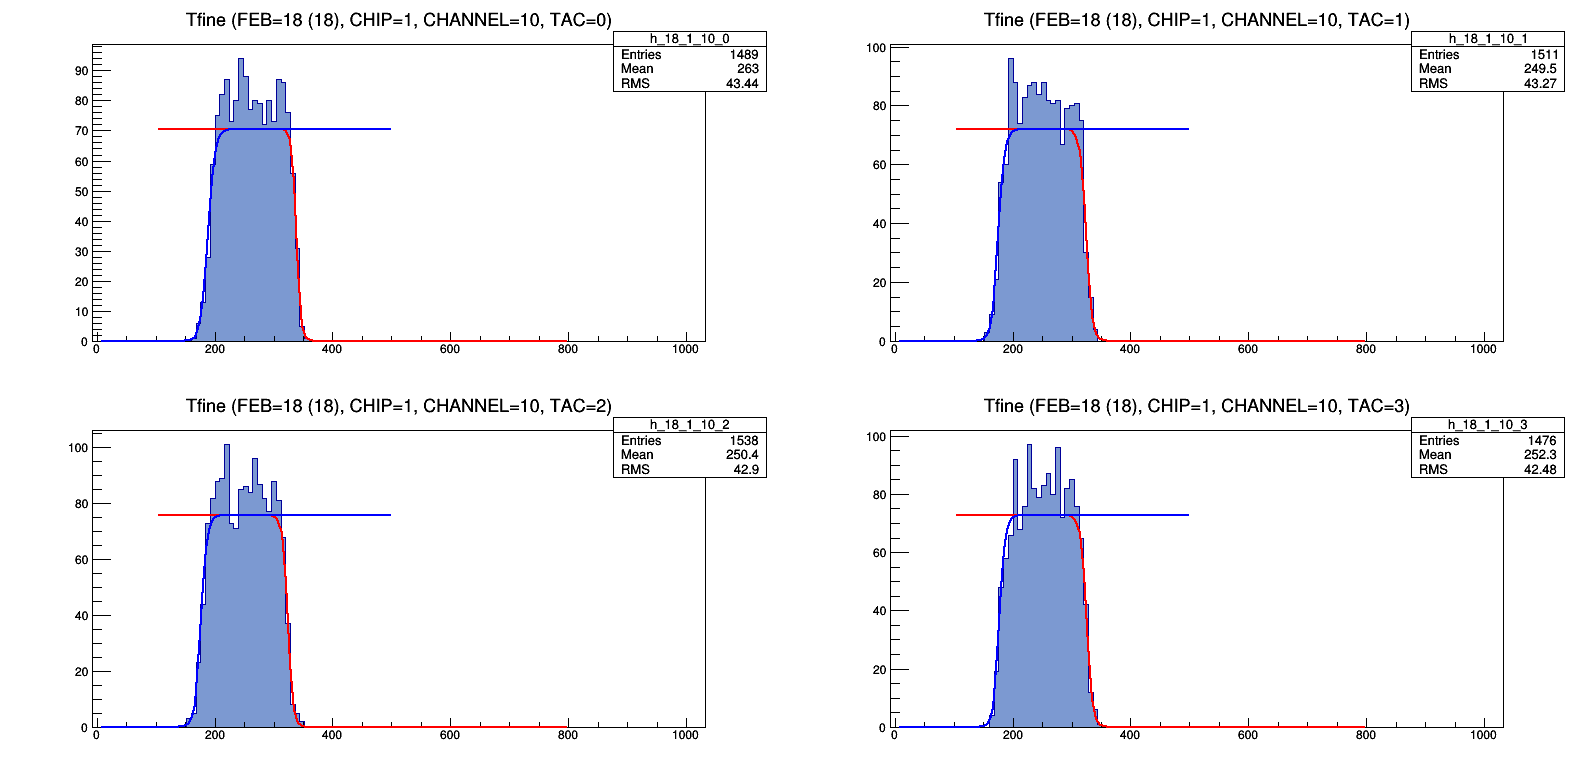 Tfine (FEB=18 (18), CHIP=1, CHANNEL=10, TAC=0)
h_18_1_10_0
Entries 1489
Mean 263
RMS 43.44
90
80
70
60
50
40
30
20
10
0
0 200 400 600 800 1000
Tfine (FEB=18 (18), CHIP=1, CHANNEL=10, TAC=1)
h_18_1_10_1
Entries 1511
Mean 249.5
RMS 43.27
100
80
60
40
20
0
0 200 400 600 800 1000
Tfine (FEB=18 (18), CHIP=1, CHANNEL=10, TAC=2)
h_18_1_10_2
Entries 1538
Mean 250.4
RMS 42.9
100
80
60
40
20
0
0 200 400 600 800 1000
Tfine (FEB=18 (18), CHIP=1, CHANNEL=10, TAC=3)
h_18_1_10_3
Entries 1476
Mean 252.3
RMS 42.48
100
80
60
40
20
0
0 200 400 600 800 1000